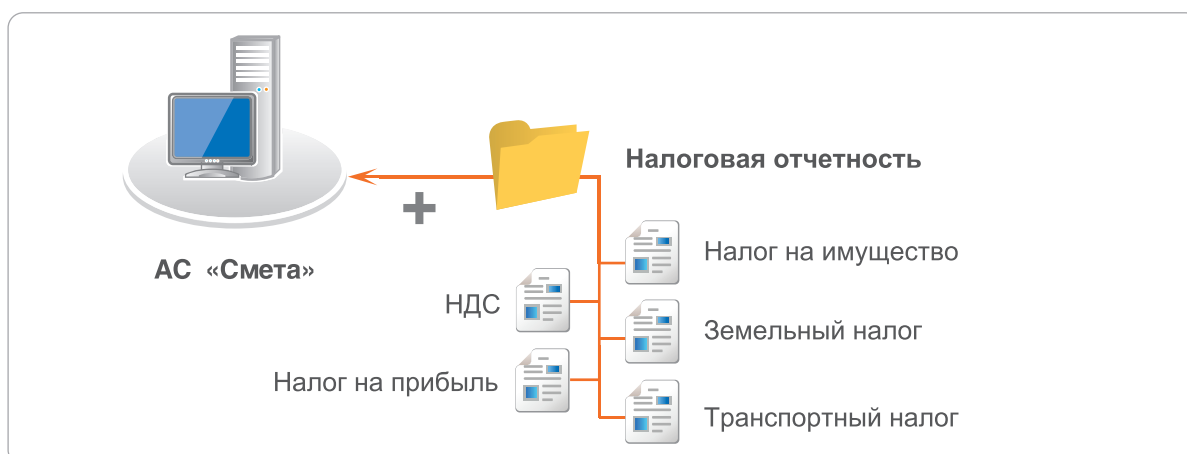 Налоговая отчетность
АС «Смета»
Налог на имущество
НДС
Земельный налог
Налог на прибыль
Транспортный налог